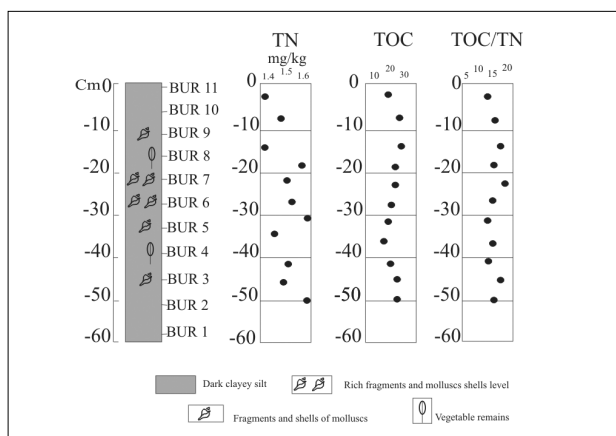 TN TOC TOC/TN
mg/kg
1.4 1.5 1.6 10 20 30 5 10 15 20
Cm0 BUR 11 0 0 0
BUR 10
-10 BUR 9 -10 -10 -10
BUR 8
-20 BUR 7 -20 -20 -20
BUR 6
-30 BUR 5 -30 -30 -30
-40 BUR 4 -40 -40 -40
BUR 3
-50 BUR 2 -50 -50 -50
-60 BUR 1 -60 -60 -60
Dark clayey silt Rich fragments and molluscs shells level
Fragments and shells of molluscs Vegetable remains